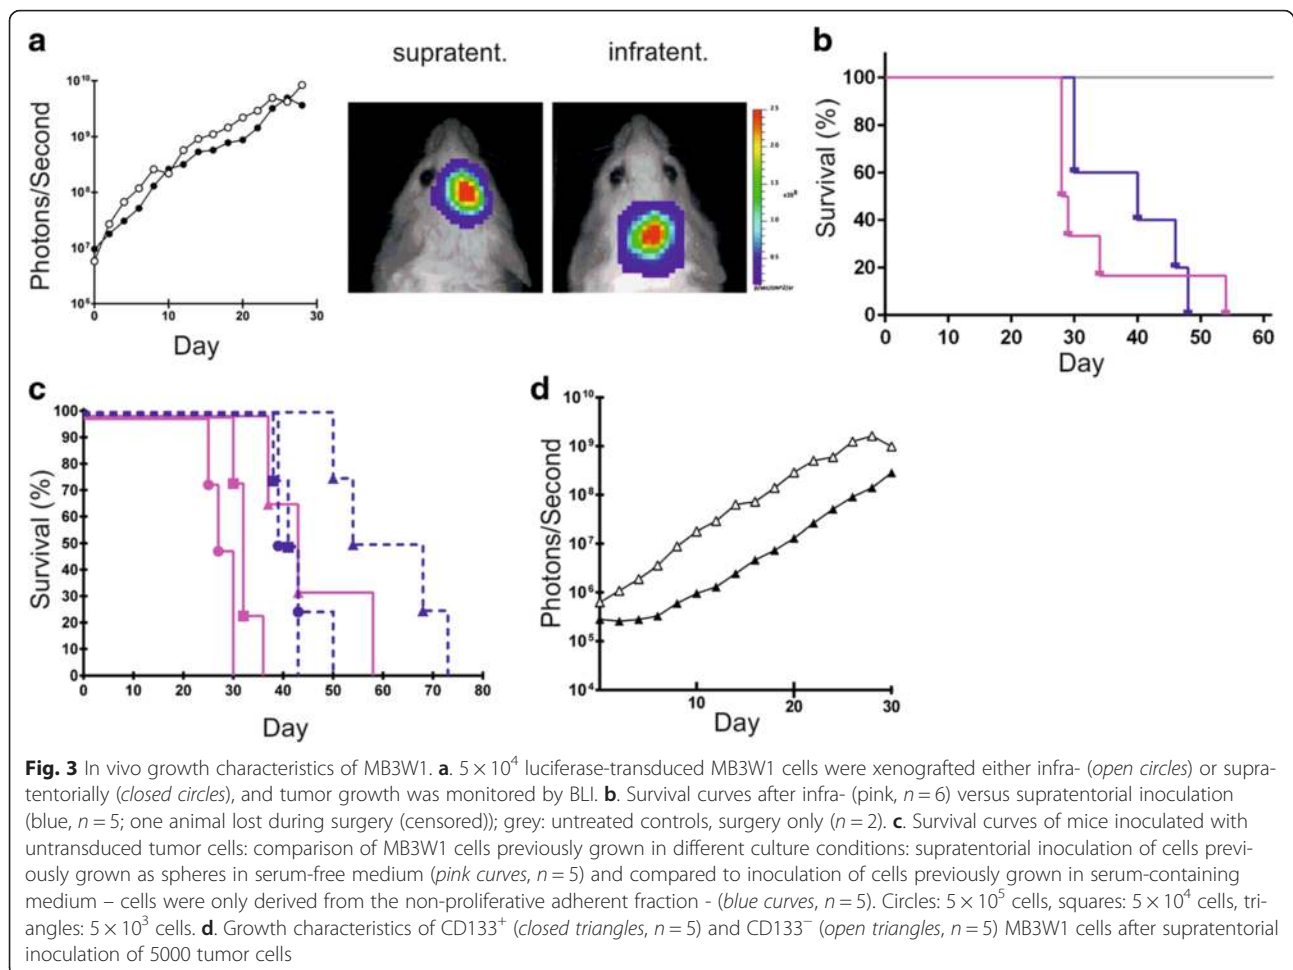 a
supratent.
infratent.
b
Photons/Second
10¹⁰
10⁹
10⁸
10⁷
10⁶
0
10
20
30
Day
2.5
2.0
1.5
1.0
0.5
Survival (%)
100
80
60
40
20
0
0
10
20
30
40
50
60
Day
c
Survival (%)
100
90
80
70
60
50
40
30
20
10
0
0
10
20
30
40
50
60
70
80
Day
d
Photons/Second
10¹⁰
10⁹
10⁸
10⁷
10⁶
10⁵
10⁴
10
20
30
Day
Fig. 3 In vivo growth characteristics of MB3W1. a. 5 × 10⁴ luciferase-transduced MB3W1 cells were xenografted either infra- (open circles) or supra-
tentorially (closed circles), and tumor growth was monitored by BLI. b. Survival curves after infra- (pink, n = 6) versus supratentorial inoculation
(blue, n = 5; one animal lost during surgery (censored)); grey: untreated controls, surgery only (n = 2). c. Survival curves of mice inoculated with
untransduced tumor cells: comparison of MB3W1 cells previously grown in different culture conditions: supratentorial inoculation of cells previ-
ously grown as spheres in serum-free medium (pink curves, n = 5) and compared to inoculation of cells previously grown in serum-containing
medium – cells were only derived from the non-proliferative adherent fraction - (blue curves, n = 5). Circles: 5 × 10⁵ cells, squares: 5 × 10⁴ cells, tri-
angles: 5 × 10³ cells. d. Growth characteristics of CD133⁺ (closed triangles, n = 5) and CD133⁻ (open triangles, n = 5) MB3W1 cells after supratentorial
inoculation of 5000 tumor cells